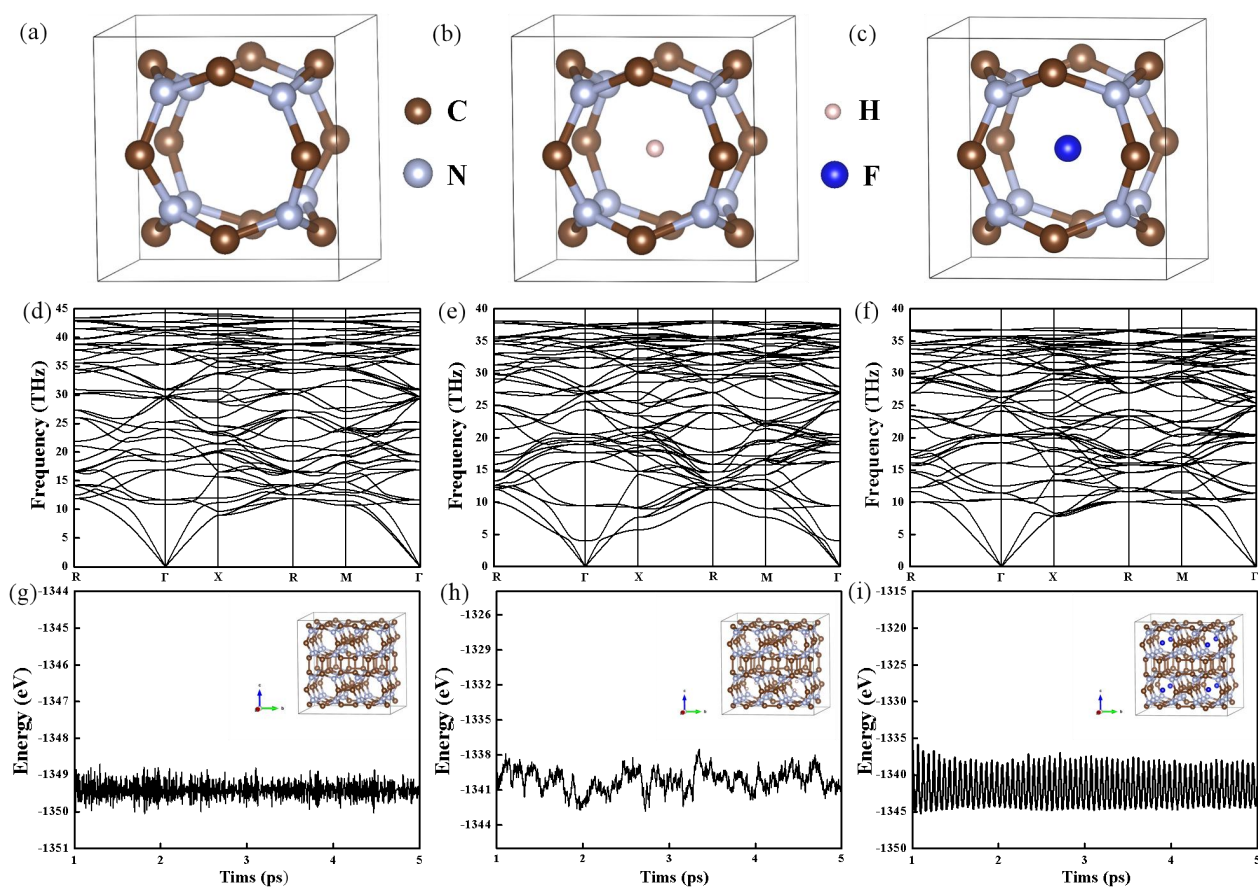 (a)
(b)
(c)
C
N
H
F
(d)
(e)
(f)
Frequency (THz)
45
40
35
30
25
20
15
10
5
0
R Γ X R M Γ
Frequency (THz)
40
35
30
25
20
15
10
5
0
R Γ X R M Γ
Frequency (THz)
40
35
30
25
20
15
10
5
0
R Γ X R M Γ
(g)
(h)
(i)
Energy (eV)
-1344
-1345
-1346
-1347
-1348
-1349
-1350
-1351
1 2 3 4 5
Tims (ps)
Energy (eV)
-1326
-1329
-1332
-1335
-1338
-1341
-1344
1 2 3 4 5
Tims (ps)
Energy (eV)
-1315
-1320
-1325
-1330
-1335
-1340
-1345
-1350
1 2 3 4 5
Tims (ps)